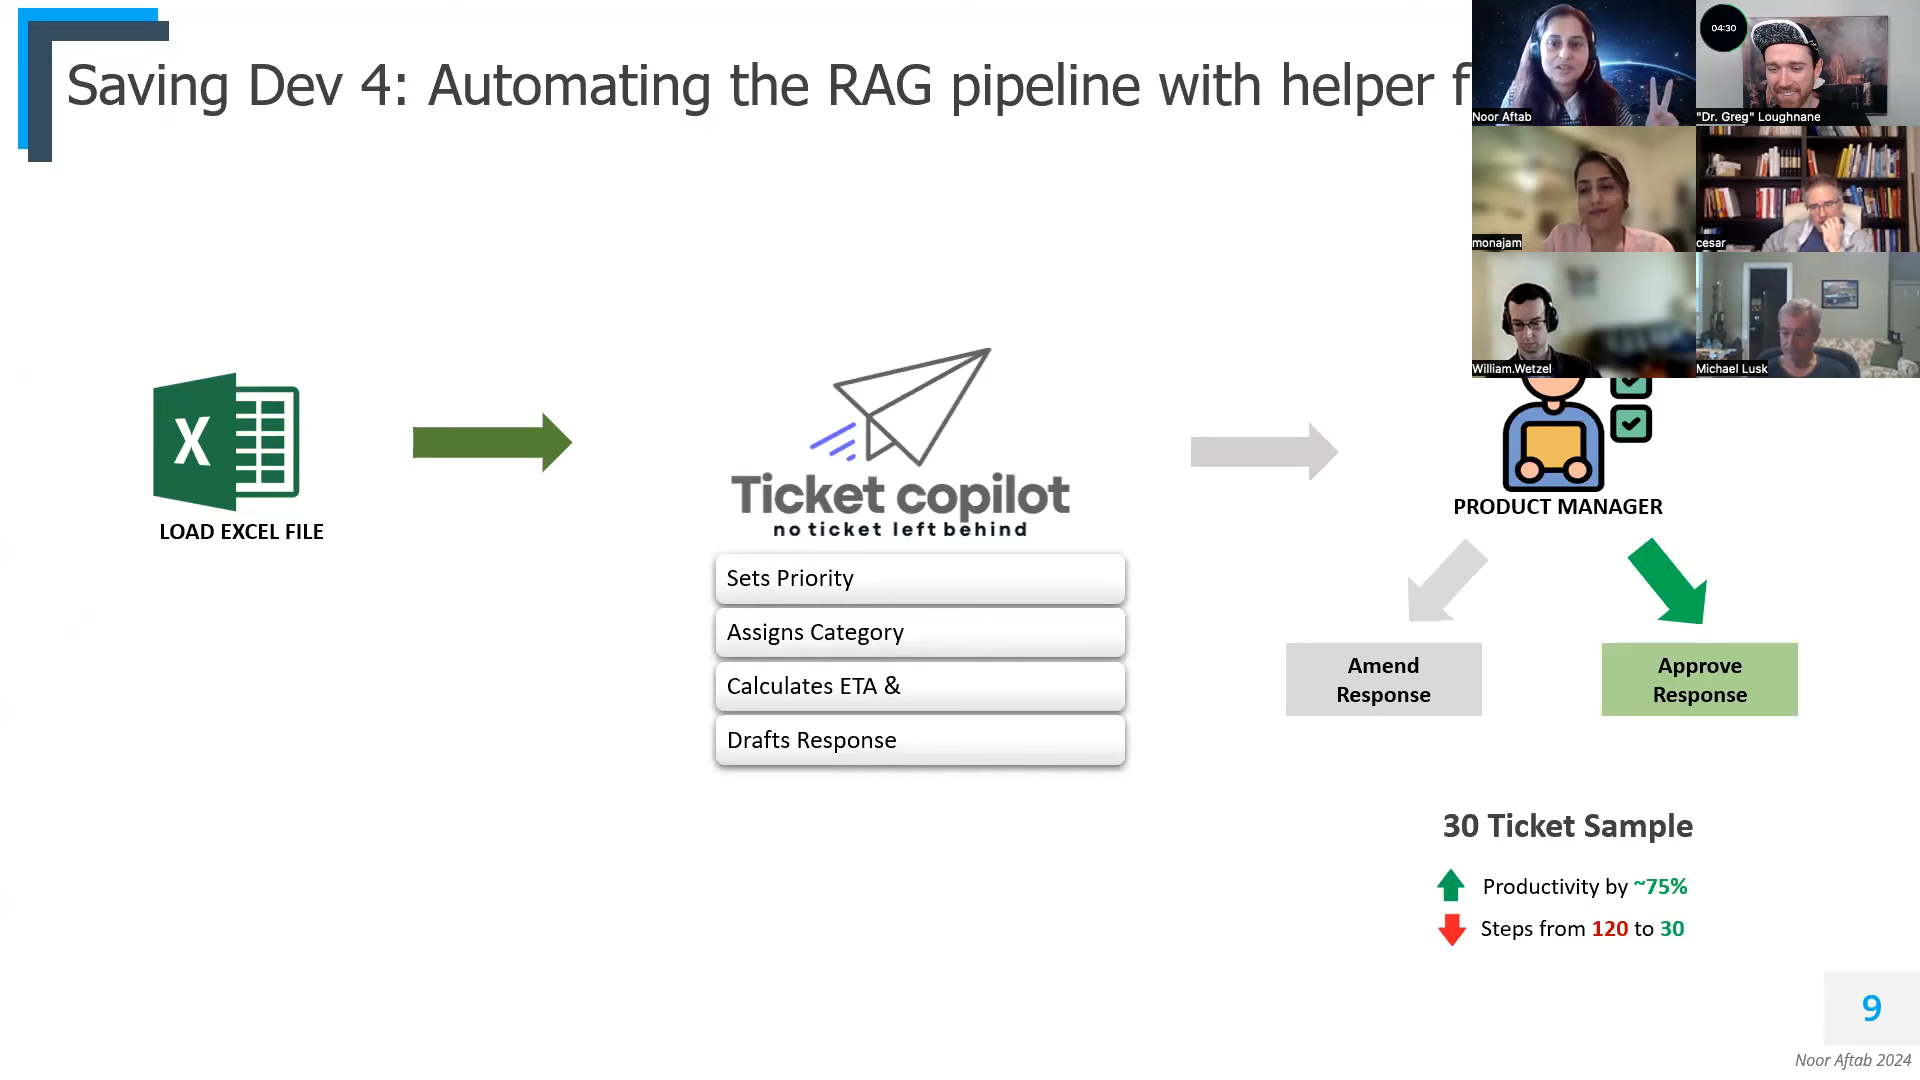 Saving Dev 4: Automating the RAG pipeline with helper f
Noor Aftab
04:30
"Dr. Greg" Loughnane
monajam
cesar
William.Wetzel
Michael Lusk
X
LOAD EXCEL FILE
Ticket copilot
no ticket left behind
Sets Priority
Assigns Category
Calculates ETA &
Drafts Response
PRODUCT MANAGER
Amend
Response
Approve
Response
30 Ticket Sample
Productivity by ~75%
Steps from 120 to 30
9
Noor Aftab 2024